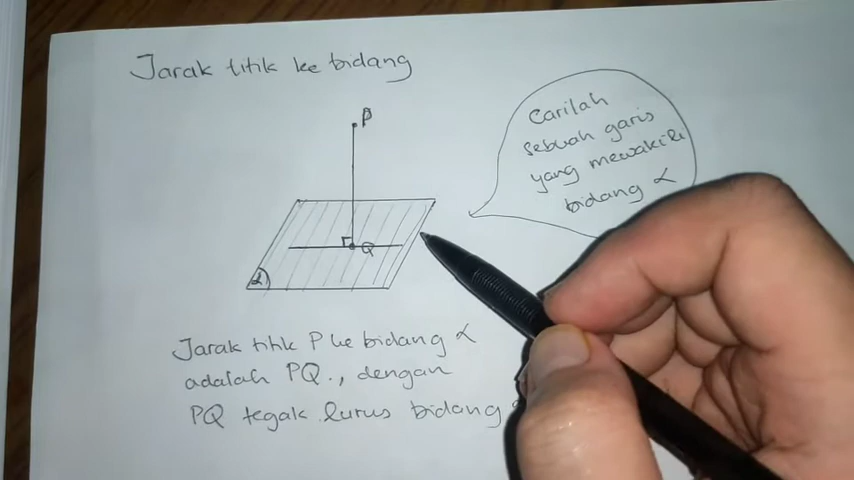 Jarak titik ke bidang
P
Carilah
sebuah garis
yang mewakili
bidang α
Q
α
Jarak titik P ke bidang α
adalah PQ., dengan
PQ tegak lurus bidang